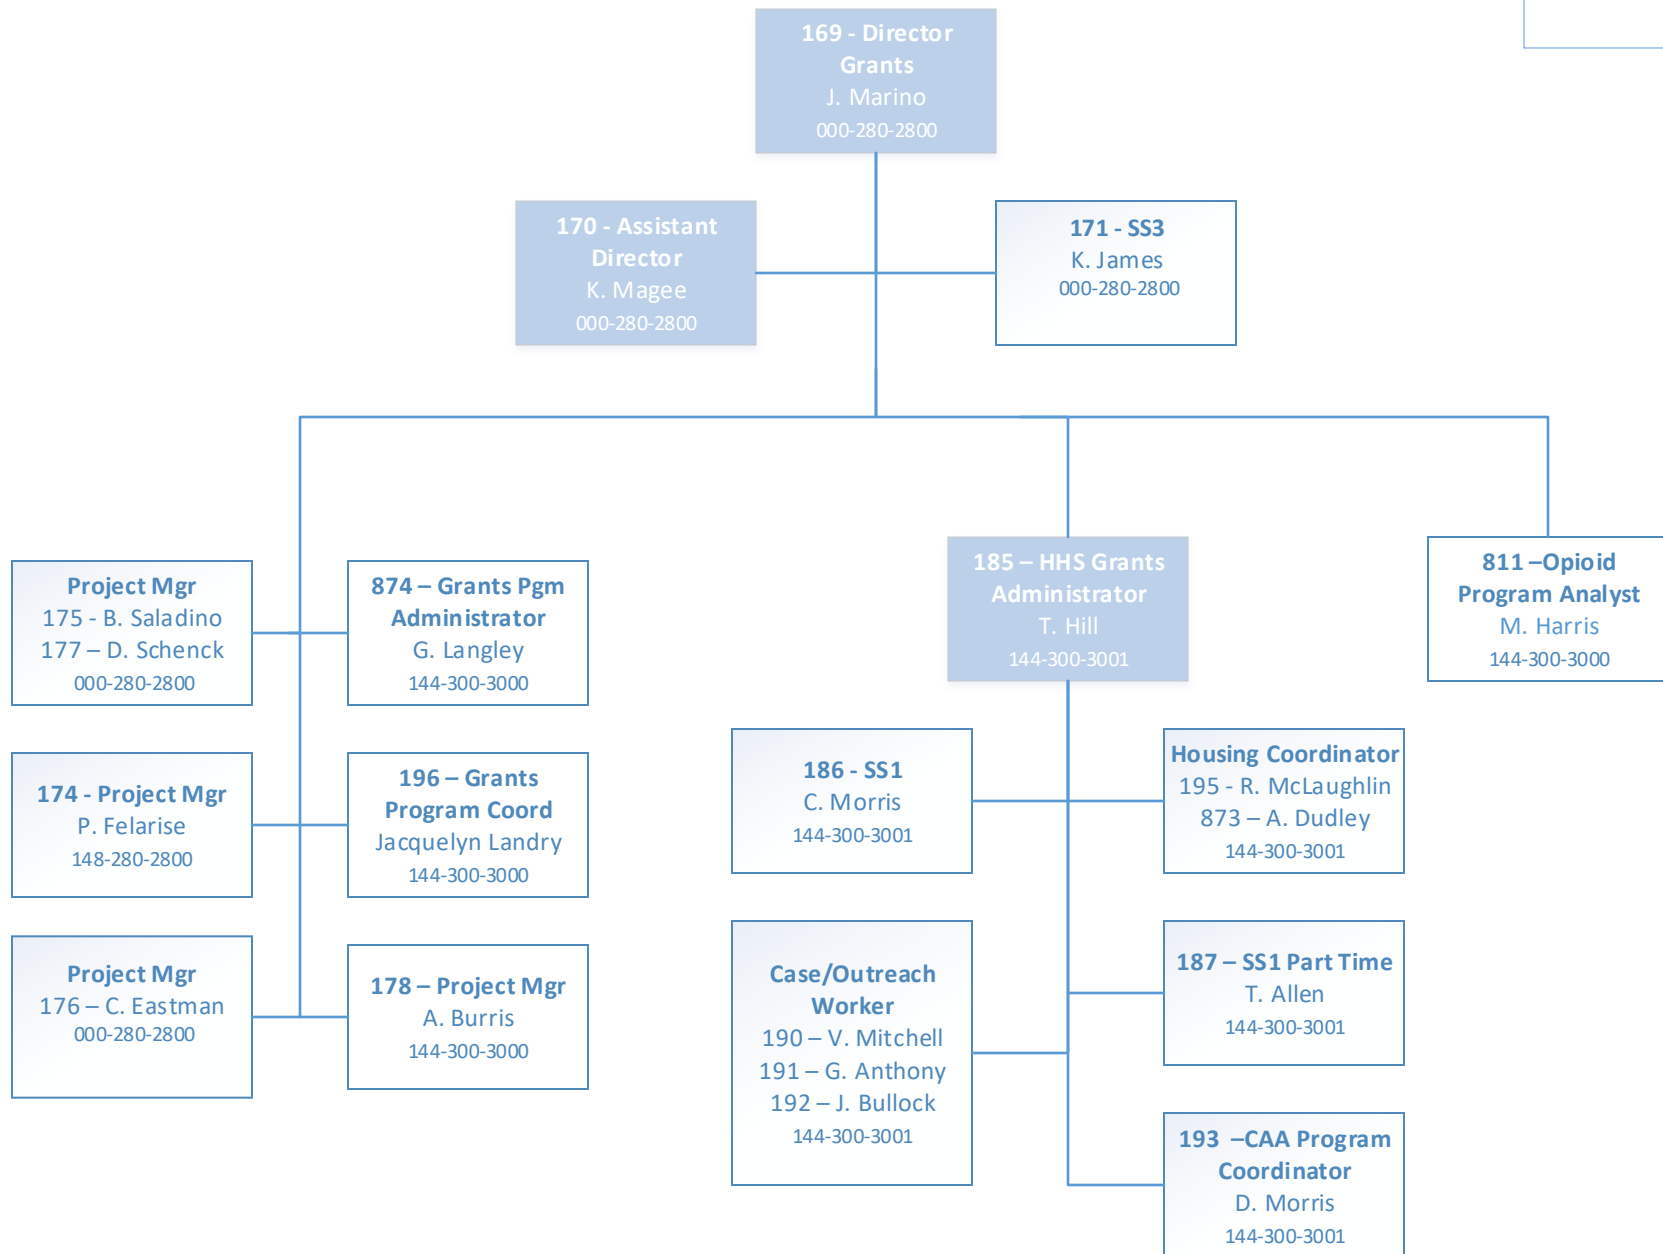 169 - Director
Grants
J. Marino
000-280-2800
170 - Assistant
Director
K. Magee
000-280-2800
171 - SS3
K. James
000-280-2800
Project Mgr
175 - B. Saladino
177 – D. Schenck
000-280-2800
874 – Grants Pgm
Administrator
G. Langley
144-300-3000
185 – HHS Grants
Administrator
T. Hill
144-300-3001
811 –Opioid
Program Analyst
M. Harris
144-300-3000
174 - Project Mgr
P. Felarise
148-280-2800
196 – Grants
Program Coord
Jacquelyn Landry
144-300-3000
186 - SS1
C. Morris
144-300-3001
Housing Coordinator
195 - R. McLaughlin
873 – A. Dudley
144-300-3001
Project Mgr
176 – C. Eastman
000-280-2800
178 – Project Mgr
A. Burris
144-300-3000
Case/Outreach
Worker
190 – V. Mitchell
191 – G. Anthony
192 – J. Bullock
144-300-3001
187 – SS1 Part Time
T. Allen
144-300-3001
193 –CAA Program
Coordinator
D. Morris
144-300-3001